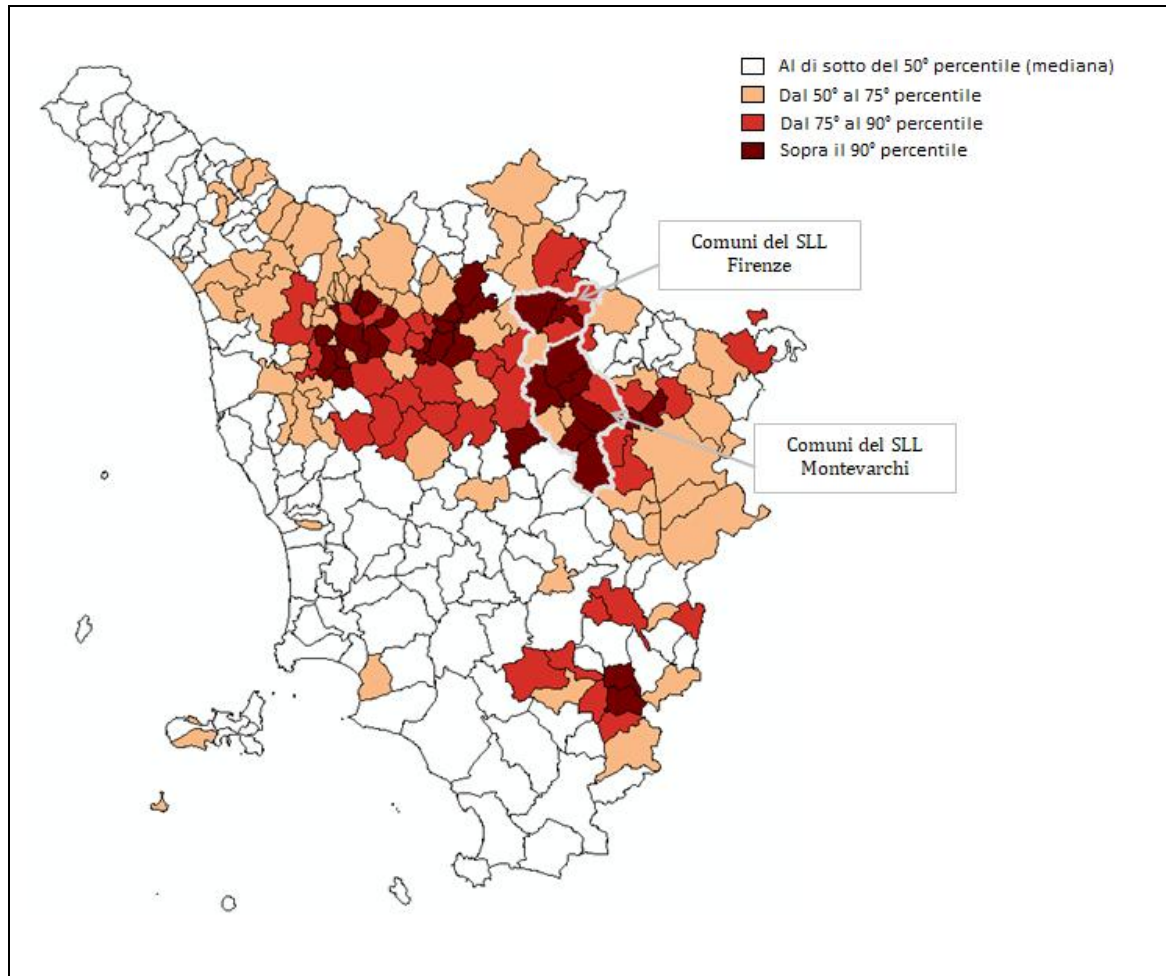 Al di sotto del 50° percentile (mediana)
Dal 50° al 75° percentile
Dal 75° al 90° percentile
Sopra il 90° percentile
Comuni del SLL
Firenze
Comuni del SLL
Montevarchi